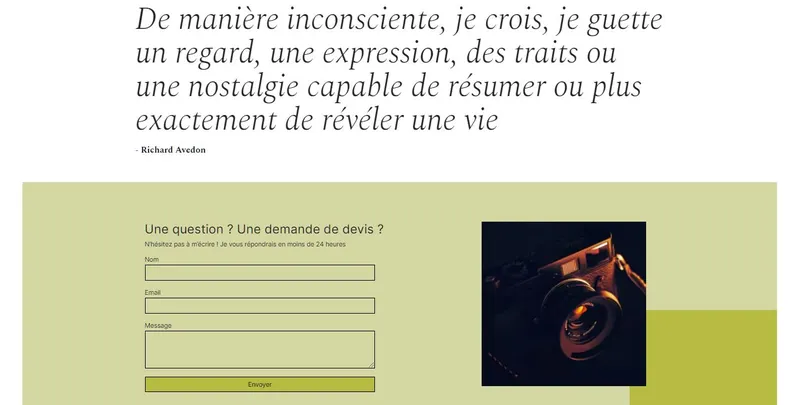 De manière inconsciente, je crois, je guette
un regard, une expression, des traits ou
une nostalgie capable de résumer ou plus
exactement de révéler une vie
- Richard Avedon
Une question ? Une demande de devis ?
N'hésitez pas à m'écrire ! Je vous répondrais en moins de 24 heures
Nom
Email
Message
Envoyer